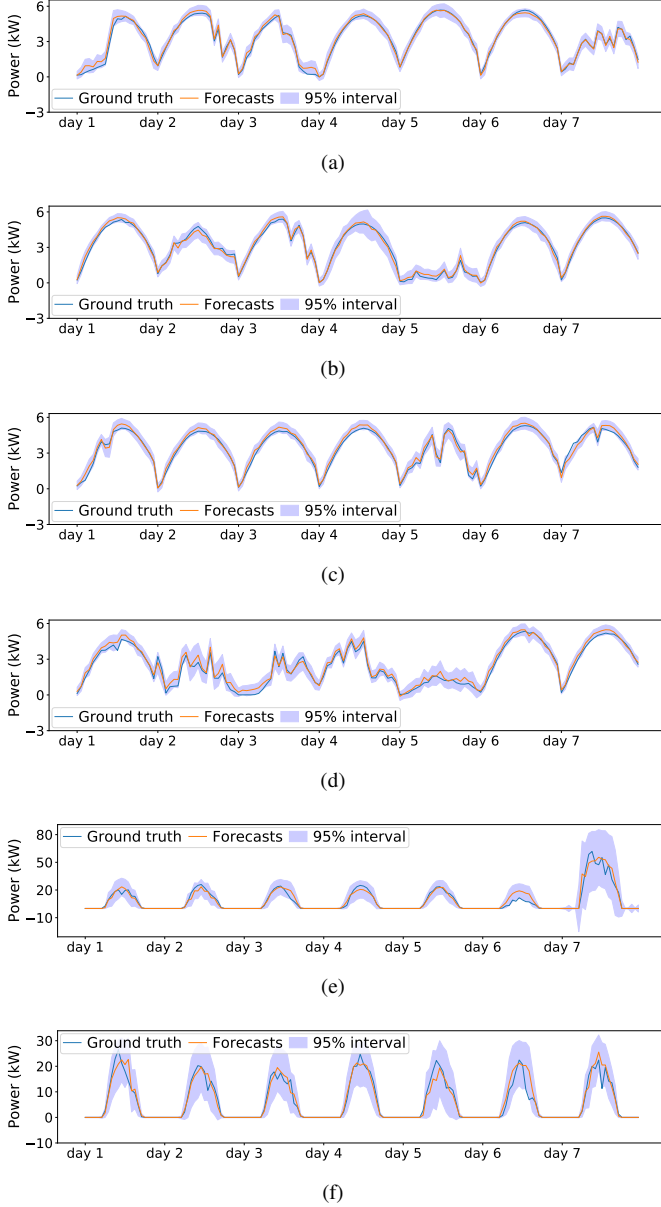 6
3
0
−3
Power (kW)
Ground truth Forecasts 95% interval
day 1 day 2 day 3 day 4 day 5 day 6 day 7
(a)
6
3
0
−3
Power (kW)
Ground truth Forecasts 95% interval
day 1 day 2 day 3 day 4 day 5 day 6 day 7
(b)
6
3
0
−3
Power (kW)
Ground truth Forecasts 95% interval
day 1 day 2 day 3 day 4 day 5 day 6 day 7
(c)
6
3
0
−3
Power (kW)
Ground truth Forecasts 95% interval
day 1 day 2 day 3 day 4 day 5 day 6 day 7
(d)
80
50
20
−10
Power (kW)
Ground truth Forecasts 95% interval
day 1 day 2 day 3 day 4 day 5 day 6 day 7
(e)
30
20
10
0
−10
Power (kW)
Ground truth Forecasts 95% interval
day 1 day 2 day 3 day 4 day 5 day 6 day 7
(f)